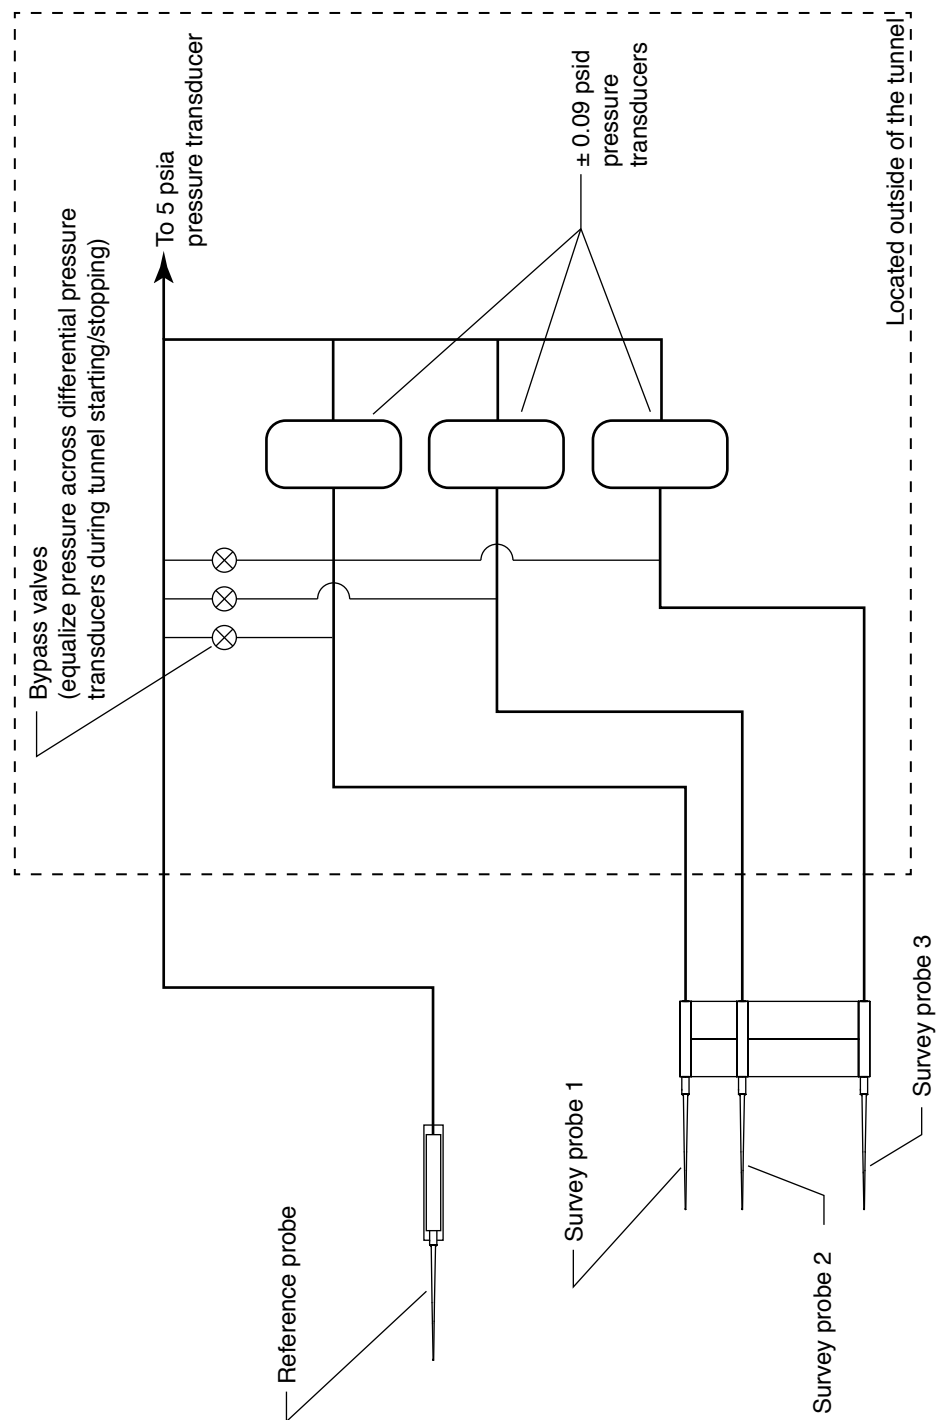 Bypass valves
(equalize pressure across differential pressure
transducers during tunnel starting/stopping)
To 5 psia
pressure transducer
± 0.09 psid
pressure
transducers
Located outside of the tunnel
Reference probe
Survey probe 1
Survey probe 2
Survey probe 3